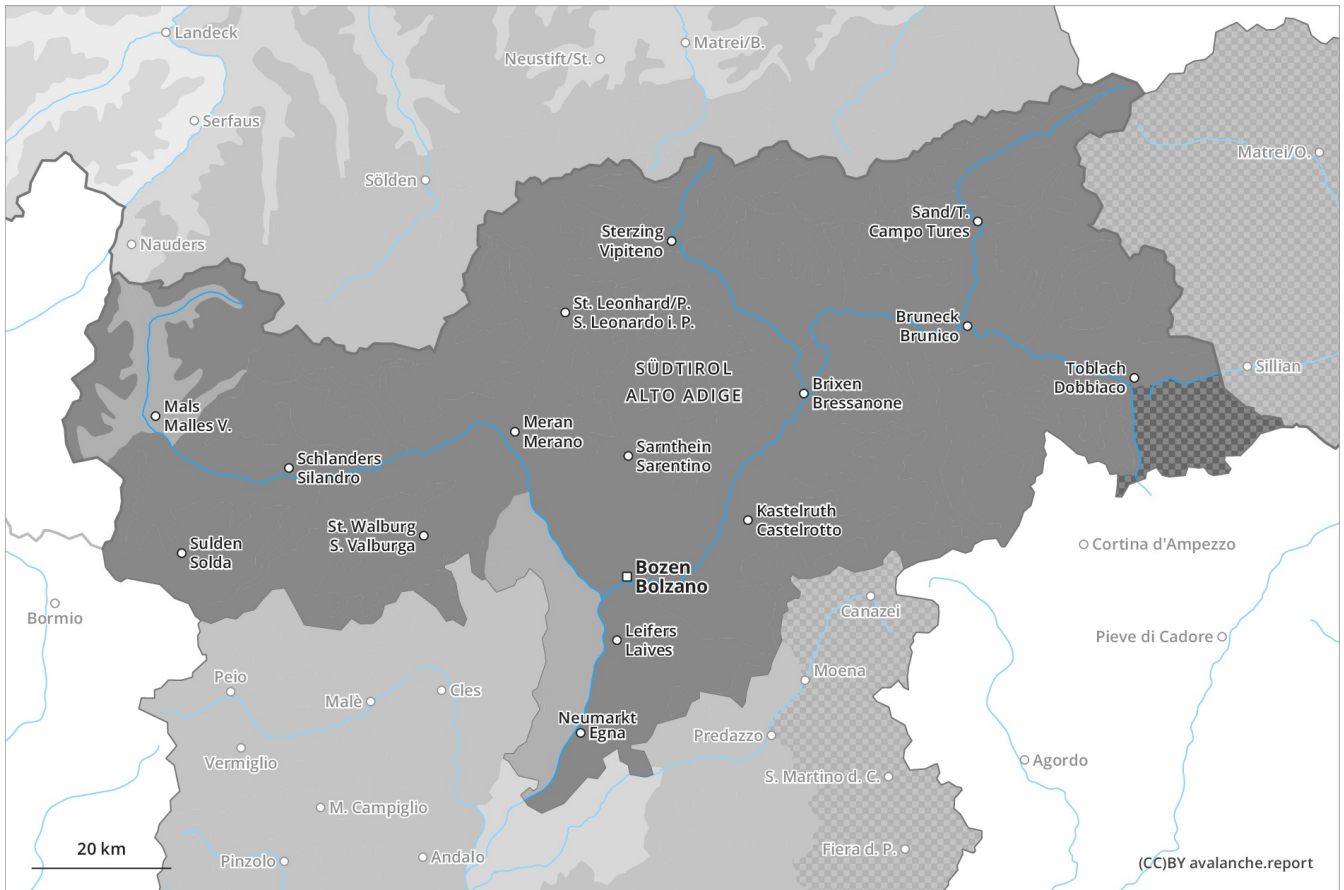 Landeck
Matrei/B.
Neustift/St.
Serfaus
Matrei/O.
Sölden
Sand/T.
Campo Tures
Sterzing
Vipiteno
Nauders
St. Leonhard/P.
S. Leonardo i. P.
Bruneck
Brunico
SÜDTIROL
ALTO ADIGE
Toblach
Dobbiaco
Sillian
Brixen
Bressanone
Mals
Malles V.
Meran
Merano
Sarnthein
Sarentino
Schlanders
Silandro
Kastelruth
Castelrotto
St. Walburg
S. Valburga
Sulden
Solda
Cortina d'Ampezzo
Bozen
Bolzano
Bormio
Canazei
Leifers
Laives
Pieve di Cadore
Moena
Peio
Malè
Cles
Neumarkt
Egna
Predazzo
Vermiglio
Agordo
S. Martino d. C.
M. Campiglio
20 km
Fiera d. P.
Pinzolo
Andalo
(CC)BY avalanche.report